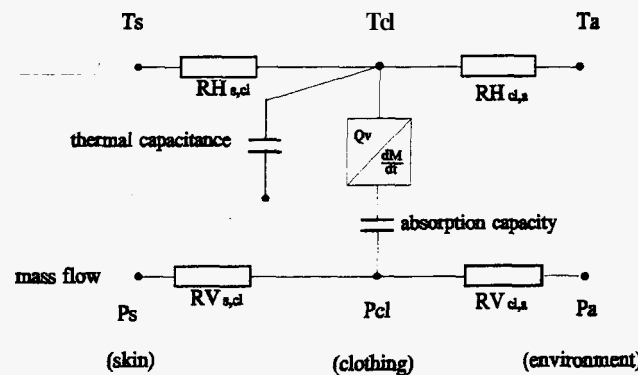 Ts Tcl Ta
RH s,cl RH cl,a
thermal capacitance
Qv
dM
dt
absorption capacity
mass flow
RV s,cl RV cl,a
Ps Pcl Pa
(skin) (clothing) (environment)